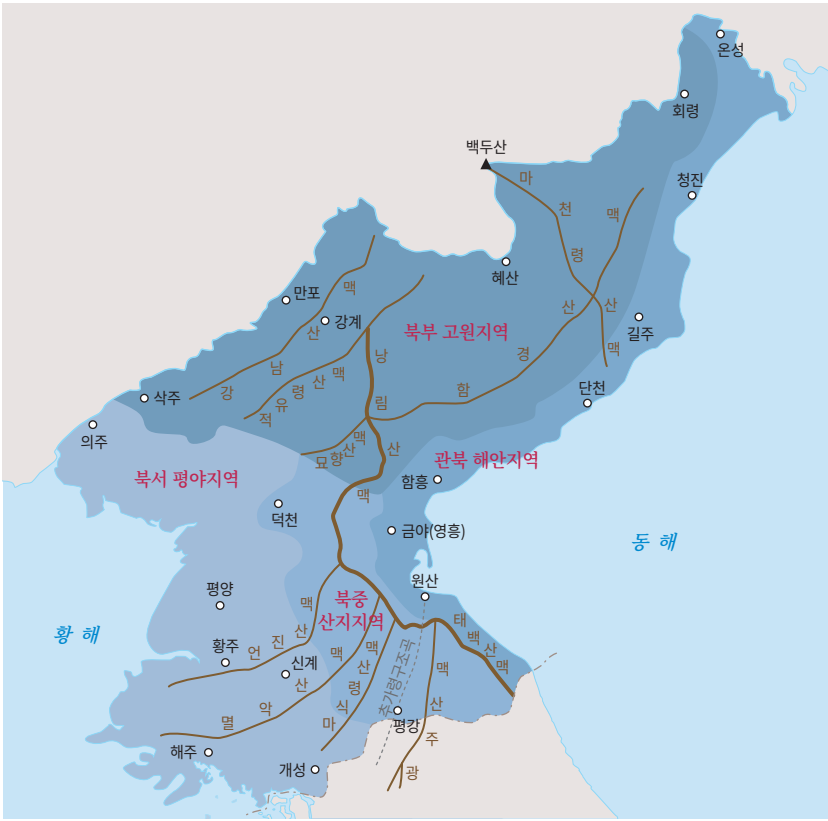 온성
회령
백두산
청진
마천령산맥
함경산맥
혜산
만포
강계
강남산맥
적유령산맥
북부 고원지역
길주
낭림산맥
단천
삭주
의주
묘향산맥
북서 평야지역
관북 해안지역
함흥
덕천
금야(영흥)
동해
원산
평양
북중
산지지역
태백산맥
황해
황주
언진산맥
신계
멸악산맥
마식령산맥
추가령구조곡
평강
광주산맥
해주
개성